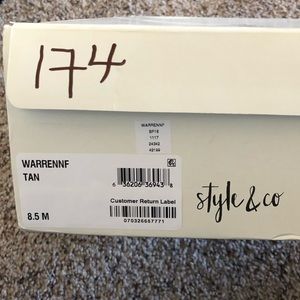 174
WARRENNF
SP18
1117
24342
42199
WARRENNF
TAN
6 36206 36943 8
Customer Return Label
8.5 M
070326657771
style&co